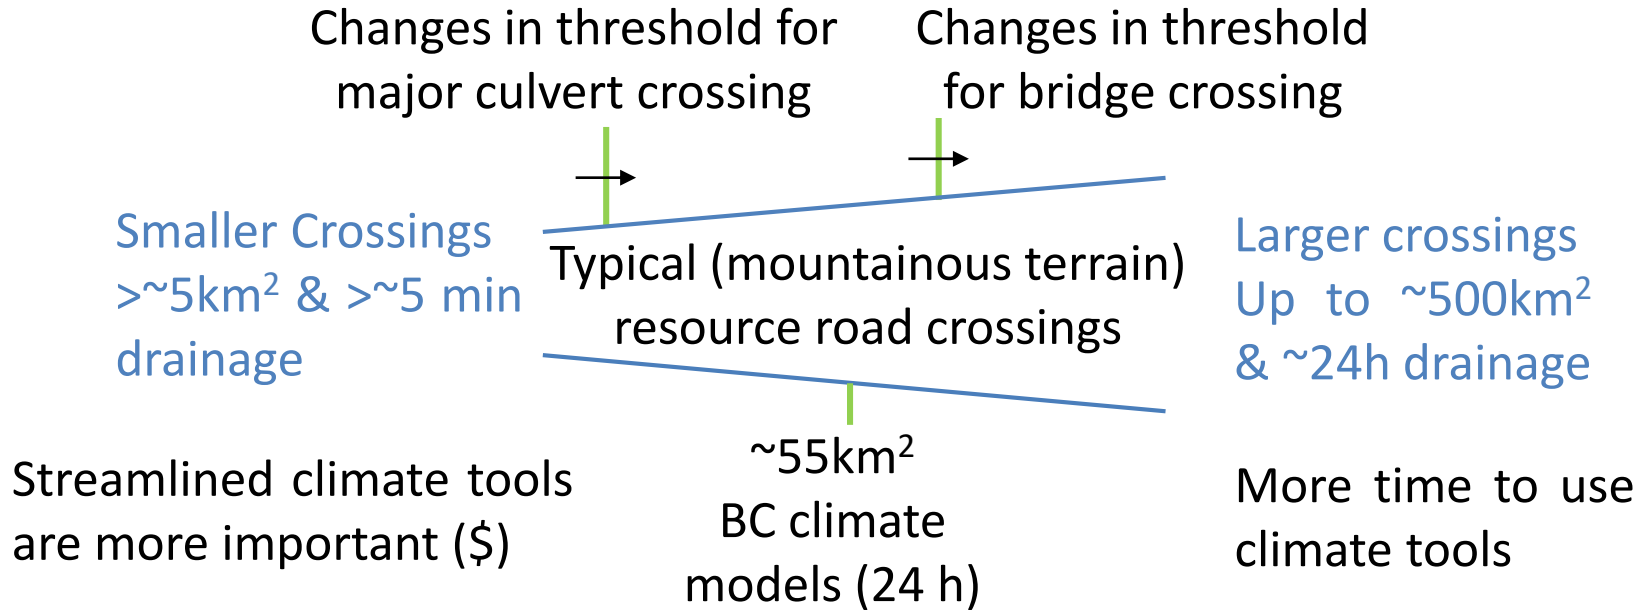 Changes in threshold for
major culvert crossing
Changes in threshold
for bridge crossing
Smaller Crossings
>~5km² & >~5 min
drainage
Typical (mountainous terrain)
resource road crossings
Larger crossings
Up to ~500km²
& ~24h drainage
Streamlined climate tools
are more important ($)
~55km²
BC climate
models (24 h)
More time to use
climate tools